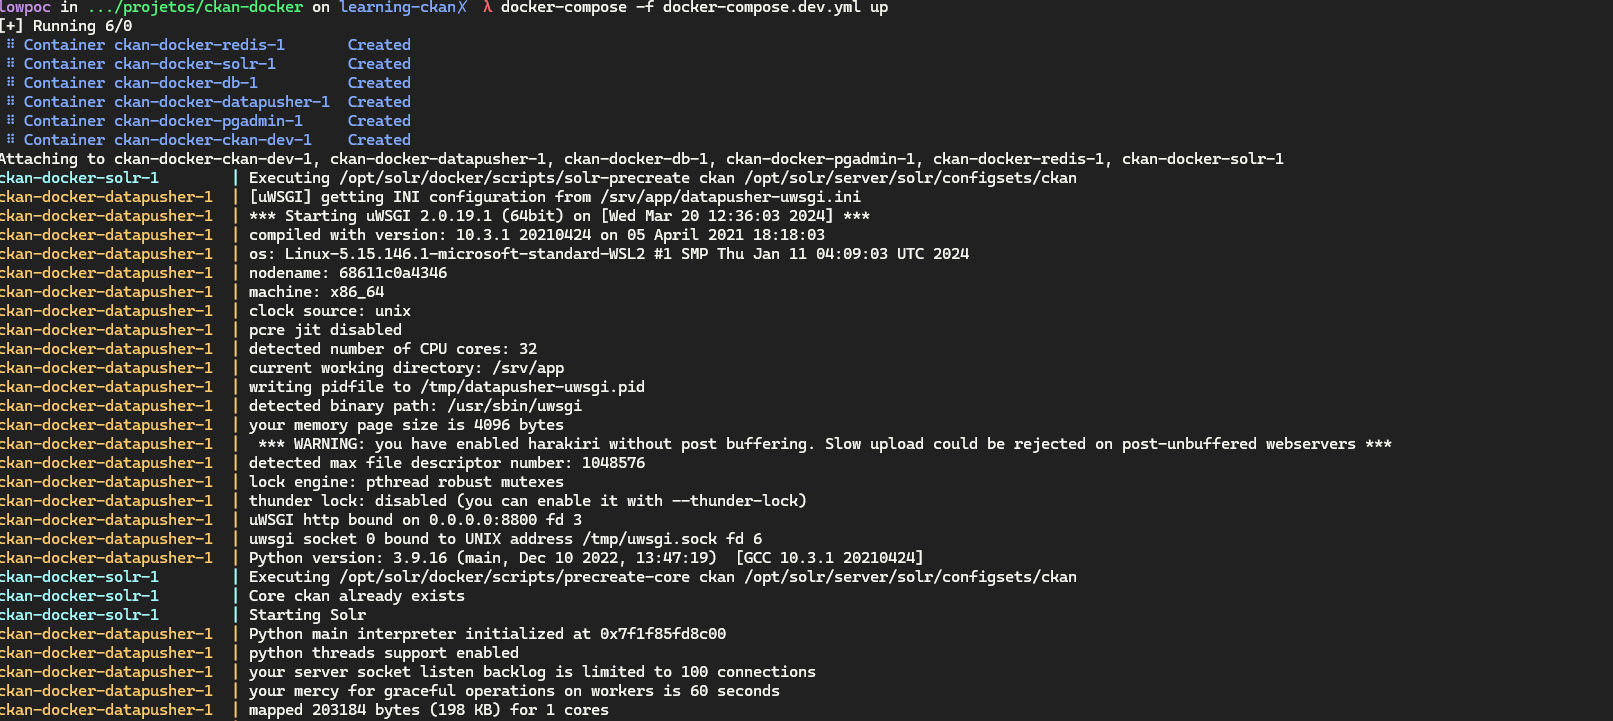 lowpoc in .../projetos/ckan-docker on learning-ckan✗ λ docker-compose -f docker-compose.dev.yml up
[+] Running 6/0
⠿ Container ckan-docker-redis-1 Created
⠿ Container ckan-docker-solr-1 Created
⠿ Container ckan-docker-db-1 Created
⠿ Container ckan-docker-datapusher-1 Created
⠿ Container ckan-docker-pgadmin-1 Created
⠿ Container ckan-docker-ckan-dev-1 Created
Attaching to ckan-docker-ckan-dev-1, ckan-docker-datapusher-1, ckan-docker-db-1, ckan-docker-pgadmin-1, ckan-docker-redis-1, ckan-docker-solr-1
ckan-docker-solr-1 | Executing /opt/solr/docker/scripts/solr-precreate ckan /opt/solr/server/solr/configsets/ckan
ckan-docker-datapusher-1 | [uWSGI] getting INI configuration from /srv/app/datapusher-uwsgi.ini
ckan-docker-datapusher-1 | *** Starting uWSGI 2.0.19.1 (64bit) on [Wed Mar 20 12:36:03 2024] ***
ckan-docker-datapusher-1 | compiled with version: 10.3.1 20210424 on 05 April 2021 18:18:03
ckan-docker-datapusher-1 | os: Linux-5.15.146.1-microsoft-standard-WSL2 #1 SMP Thu Jan 11 04:09:03 UTC 2024
ckan-docker-datapusher-1 | nodename: 68611c0a4346
ckan-docker-datapusher-1 | machine: x86_64
ckan-docker-datapusher-1 | clock source: unix
ckan-docker-datapusher-1 | pcre jit disabled
ckan-docker-datapusher-1 | detected number of CPU cores: 32
ckan-docker-datapusher-1 | current working directory: /srv/app
ckan-docker-datapusher-1 | writing pidfile to /tmp/datapusher-uwsgi.pid
ckan-docker-datapusher-1 | detected binary path: /usr/sbin/uwsgi
ckan-docker-datapusher-1 | your memory page size is 4096 bytes
ckan-docker-datapusher-1 | *** WARNING: you have enabled harakiri without post buffering. Slow upload could be rejected on post-unbuffered webservers ***
ckan-docker-datapusher-1 | detected max file descriptor number: 1048576
ckan-docker-datapusher-1 | lock engine: pthread robust mutexes
ckan-docker-datapusher-1 | thunder lock: disabled (you can enable it with --thunder-lock)
ckan-docker-datapusher-1 | uWSGI http bound on 0.0.0.0:8800 fd 3
ckan-docker-datapusher-1 | uwsgi socket 0 bound to UNIX address /tmp/uwsgi.sock fd 6
ckan-docker-datapusher-1 | Python version: 3.9.16 (main, Dec 10 2022, 13:47:19) [GCC 10.3.1 20210424]
ckan-docker-solr-1 | Executing /opt/solr/docker/scripts/precreate-core ckan /opt/solr/server/solr/configsets/ckan
ckan-docker-solr-1 | Core ckan already exists
ckan-docker-solr-1 | Starting Solr
ckan-docker-datapusher-1 | Python main interpreter initialized at 0x7f1f85fd8c00
ckan-docker-datapusher-1 | python threads support enabled
ckan-docker-datapusher-1 | your server socket listen backlog is limited to 100 connections
ckan-docker-datapusher-1 | your mercy for graceful operations on workers is 60 seconds
ckan-docker-datapusher-1 | mapped 203184 bytes (198 KB) for 1 cores